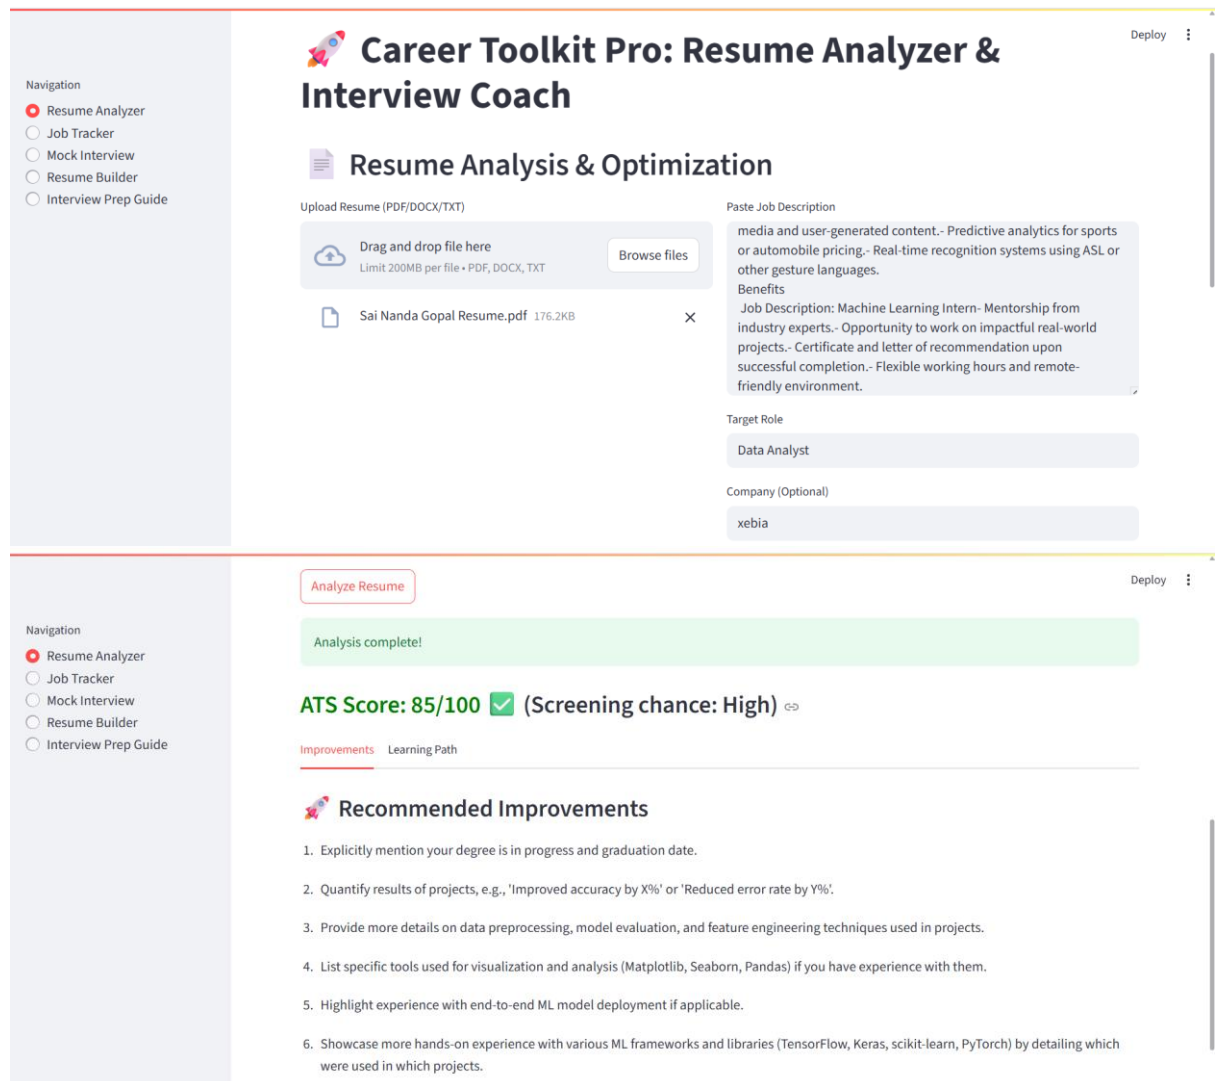 Deploy
🚀 Career Toolkit Pro: Resume Analyzer &
Interview Coach
Navigation
Resume Analyzer
Job Tracker
Mock Interview
Resume Builder
Interview Prep Guide
📄 Resume Analysis & Optimization
Upload Resume (PDF/DOCX/TXT)
Drag and drop file here
Limit 200MB per file • PDF, DOCX, TXT
Browse files
Sai Nanda Gopal Resume.pdf 176.2KB
Paste Job Description
media and user-generated content.- Predictive analytics for sports
or automobile pricing.- Real-time recognition systems using ASL or
other gesture languages.
Benefits
Job Description: Machine Learning Intern- Mentorship from
industry experts.- Opportunity to work on impactful real-world
projects.- Certificate and letter of recommendation upon
successful completion.- Flexible working hours and remote-
friendly environment.
Target Role
Data Analyst
Company (Optional)
xebia
Deploy
Navigation
Resume Analyzer
Job Tracker
Mock Interview
Resume Builder
Interview Prep Guide
Analyze Resume
Analysis complete!
ATS Score: 85/100 ✅ (Screening chance: High)
Improvements Learning Path
🚀 Recommended Improvements
1. Explicitly mention your degree is in progress and graduation date.
2. Quantify results of projects, e.g., 'Improved accuracy by X%' or 'Reduced error rate by Y%'.
3. Provide more details on data preprocessing, model evaluation, and feature engineering techniques used in projects.
4. List specific tools used for visualization and analysis (Matplotlib, Seaborn, Pandas) if you have experience with them.
5. Highlight experience with end-to-end ML model deployment if applicable.
6. Showcase more hands-on experience with various ML frameworks and libraries (TensorFlow, Keras, scikit-learn, PyTorch) by detailing which
were used in which projects.